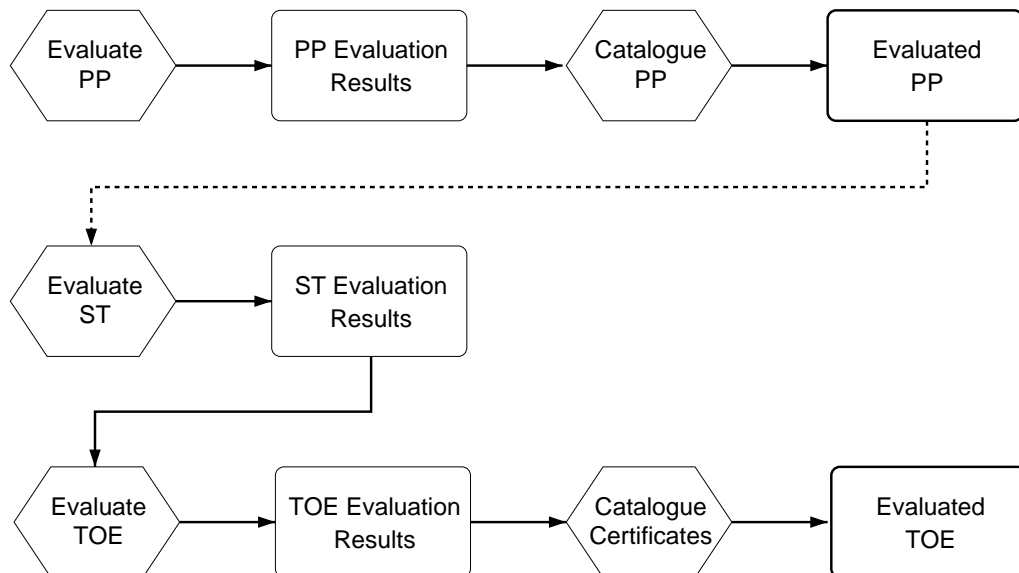 Evaluate
PP
PP Evaluation
Results
Catalogue
PP
Evaluated
PP
Evaluate
ST
ST Evaluation
Results
Evaluate
TOE
TOE Evaluation
Results
Catalogue
Certificates
Evaluated
TOE